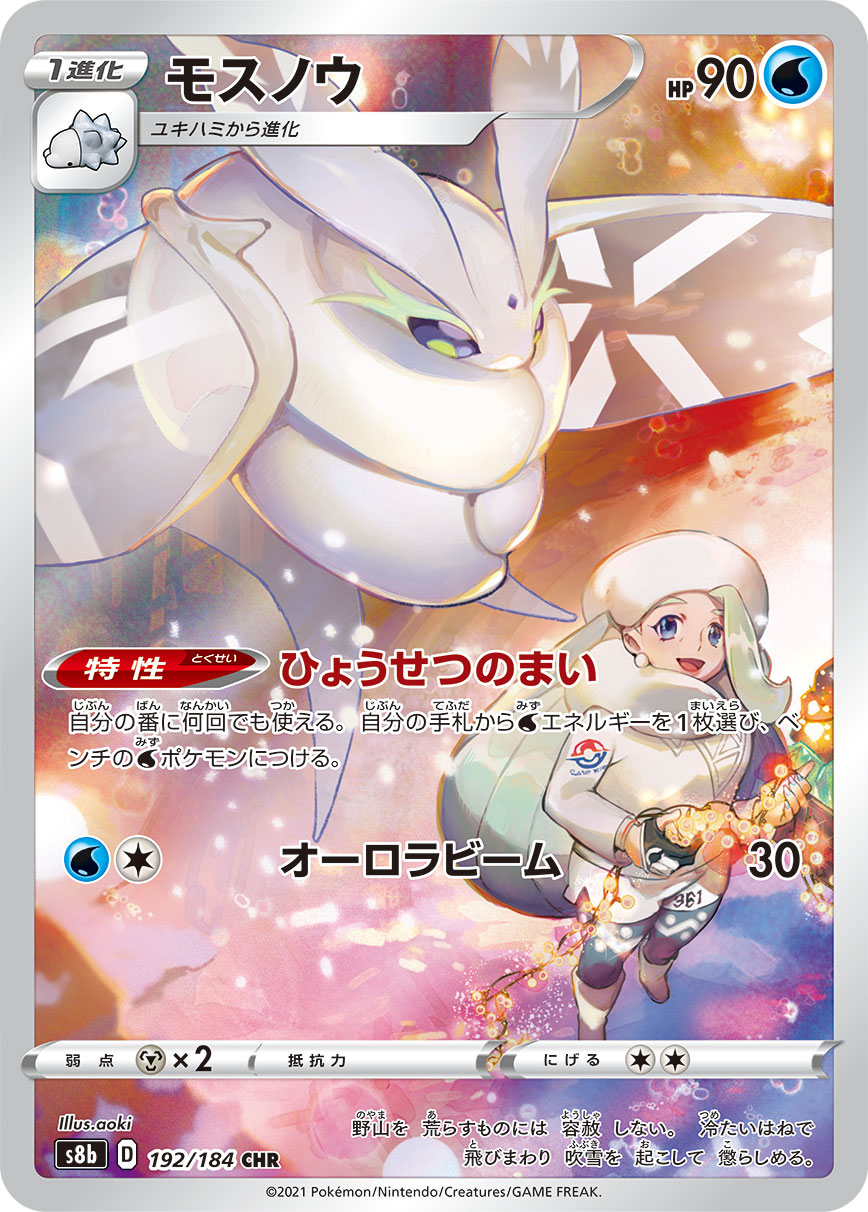 1進化
モスノウ
HP90
ユキハミから進化
特性 とくせい ひょうせつのまい
じぶん ばん なんかい つか じぶん てふだ みず まいえら
自分の番に何回でも使える。自分の手札からエネルギーを1枚選び、ベ
みず
ンチのポケモンにつける。
オーロラビーム 30
361
弱点 ×2 抵抗力 にげる
Illus.aoki
のやま あ ようしゃ つめ
野山を 荒らすものには 容赦 しない。 冷たいはねで
と ふぶき お こ
飛びまわり 吹雪を 起こして 懲らしめる。
s8b D 192/184 CHR
©2021 Pokémon/Nintendo/Creatures/GAME FREAK.